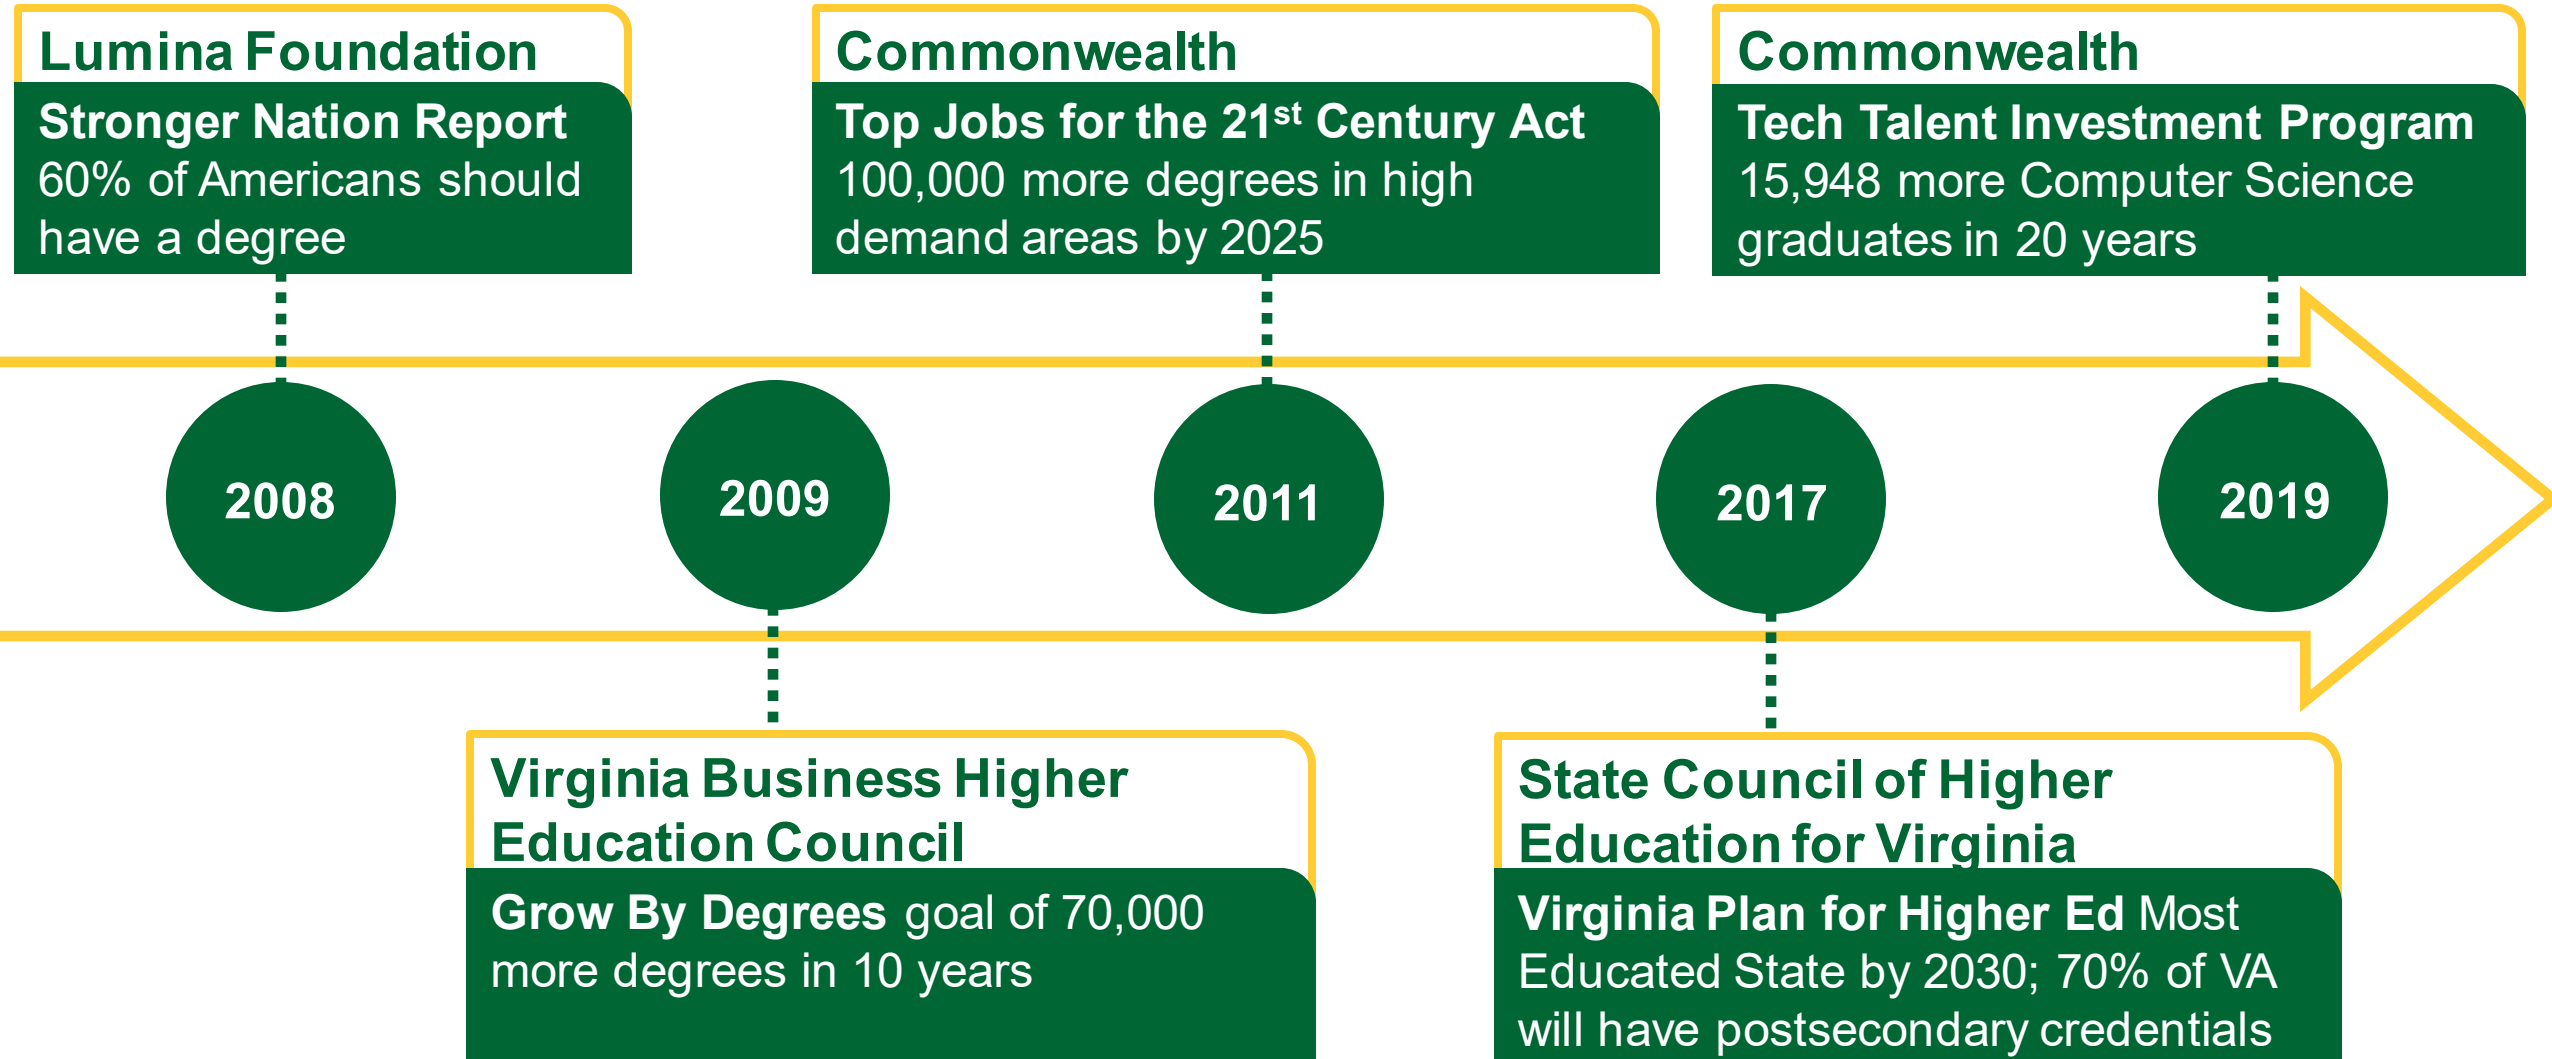 Lumina Foundation
Stronger Nation Report
60% of Americans should
have a degree
Commonwealth
Top Jobs for the 21st Century Act
100,000 more degrees in high
demand areas by 2025
Commonwealth
Tech Talent Investment Program
15,948 more Computer Science
graduates in 20 years
2008
2009
2011
2017
2019
Virginia Business Higher
Education Council
Grow By Degrees goal of 70,000
more degrees in 10 years
State Council of Higher
Education for Virginia
Virginia Plan for Higher Ed Most
Educated State by 2030; 70% of VA
will have postsecondary credentials